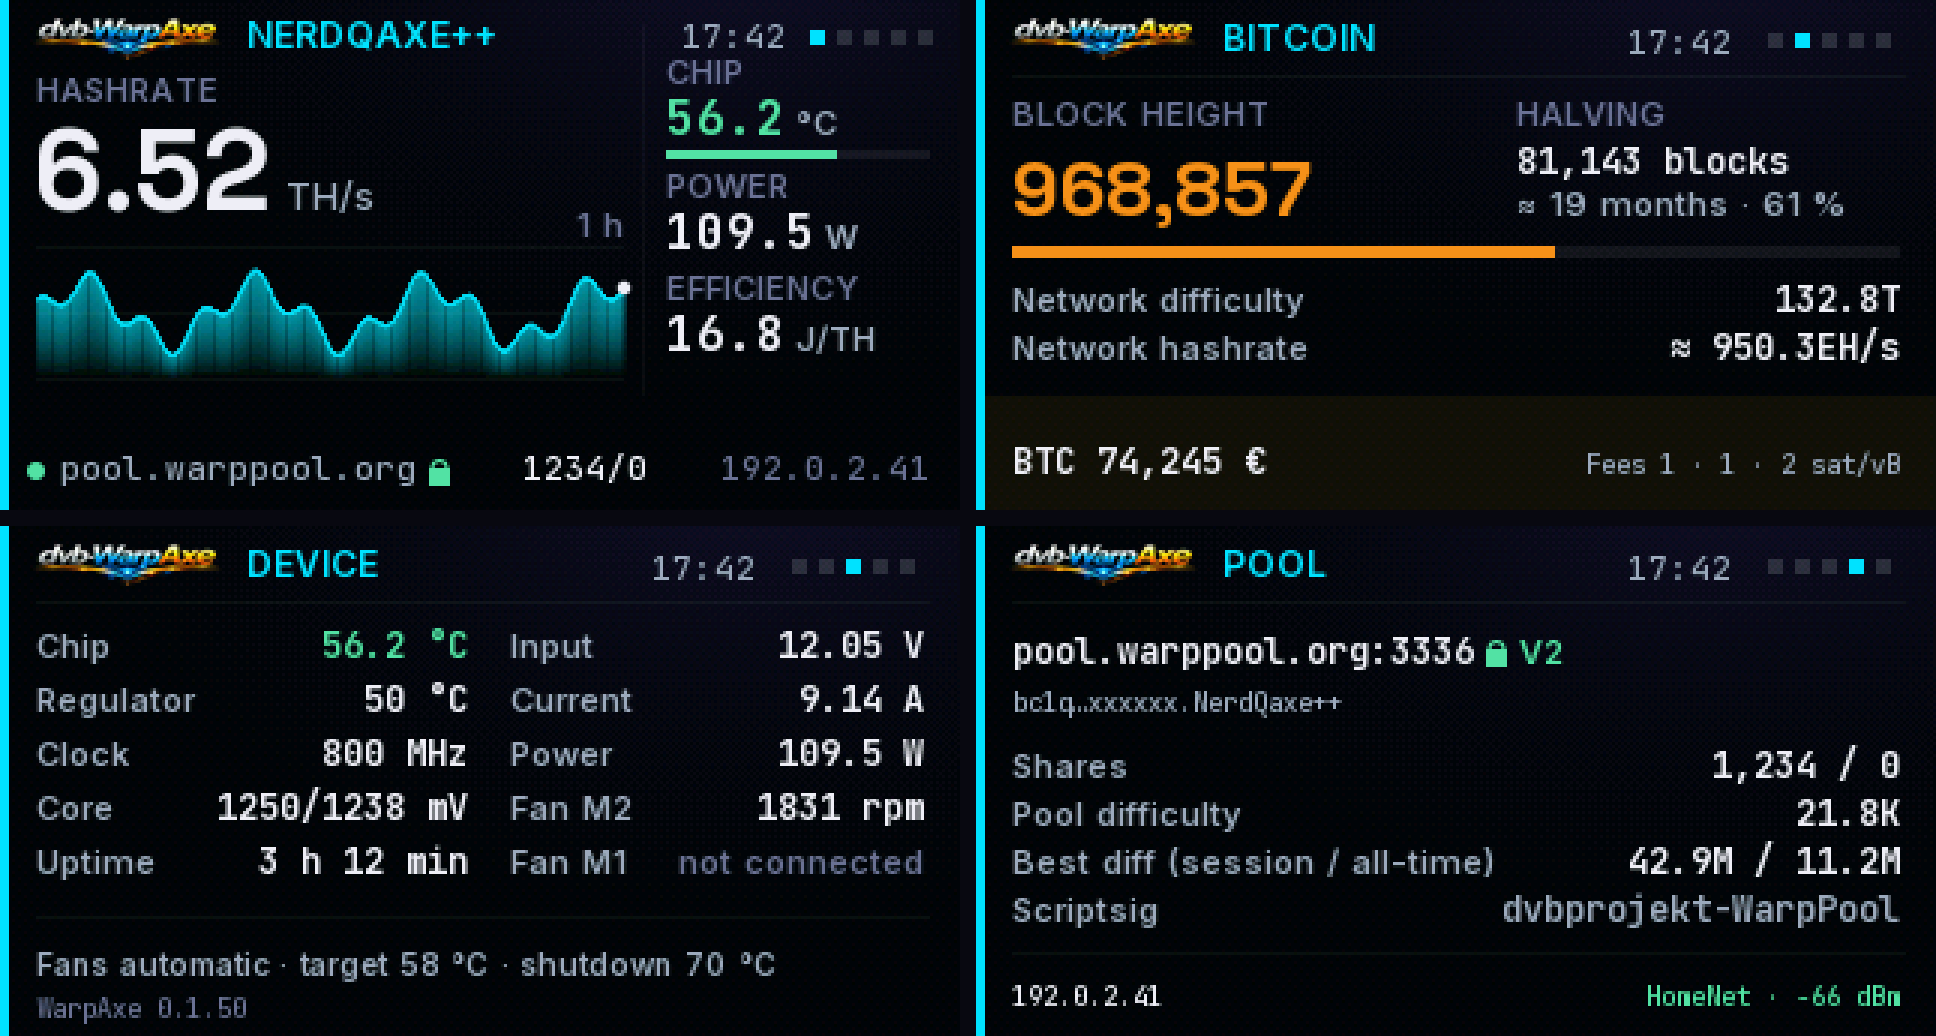 dvb-WarpAxe NERDQAXE++ 17:42
HASHRATE
6.52 TH/s
1 h
CHIP
56.2 °C
POWER
109.5 W
EFFICIENCY
16.8 J/TH
pool.warppool.org 1234/0 192.0.2.41
dvb-WarpAxe BITCOIN 17:42
BLOCK HEIGHT
968,857
HALVING
81,143 blocks
≈ 19 months · 61 %
Network difficulty 132.8T
Network hashrate ≈ 950.3EH/s
BTC 74,245 € Fees 1 · 1 · 2 sat/vB
dvb-WarpAxe DEVICE 17:42
Chip 56.2 °C Input 12.05 V
Regulator 50 °C Current 9.14 A
Clock 800 MHz Power 109.5 W
Core 1250/1238 mV Fan M2 1831 rpm
Uptime 3 h 12 min Fan M1 not connected
Fans automatic · target 58 °C · shutdown 70 °C
WarpAxe 0.1.50
dvb-WarpAxe POOL 17:42
pool.warppool.org:3336 V2
bc1q…xxxxxx.NerdQaxe++
Shares 1,234 / 0
Pool difficulty 21.8K
Best diff (session / all-time) 42.9M / 11.2M
Scriptsig dvbprojekt-WarpPool
192.0.2.41 HomeNet · -66 dBm